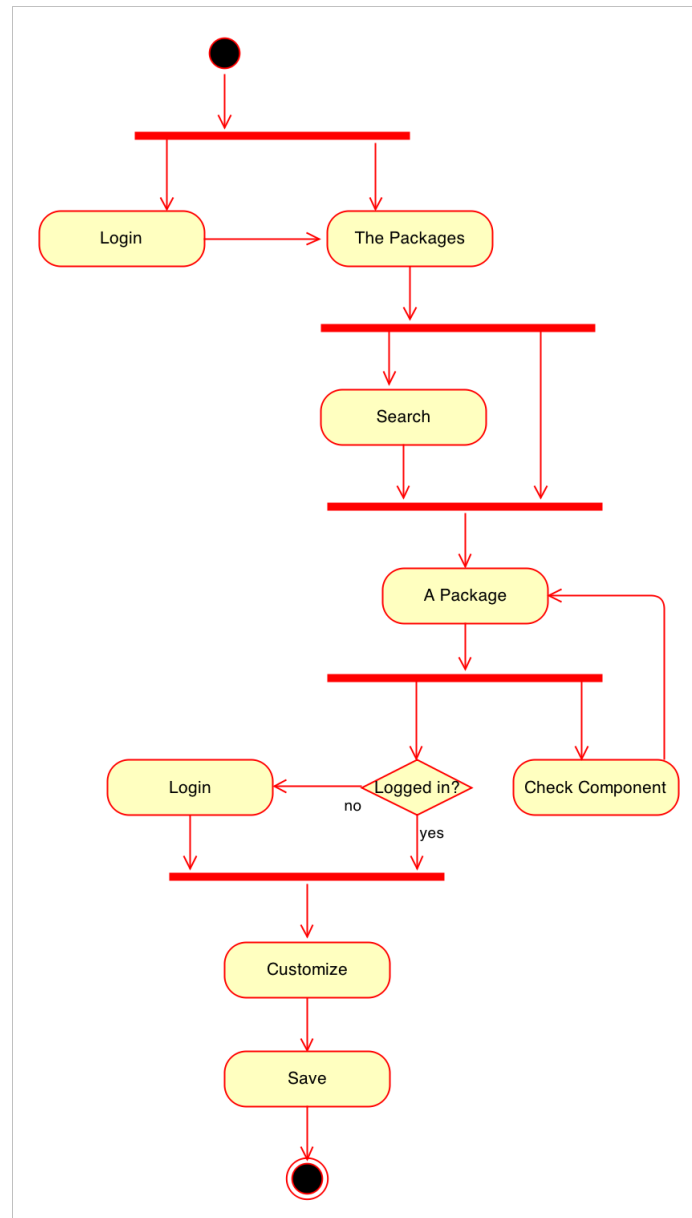 Login
The Packages
Search
A Package
Login
Logged in?
Check Component
no
yes
Customize
Save